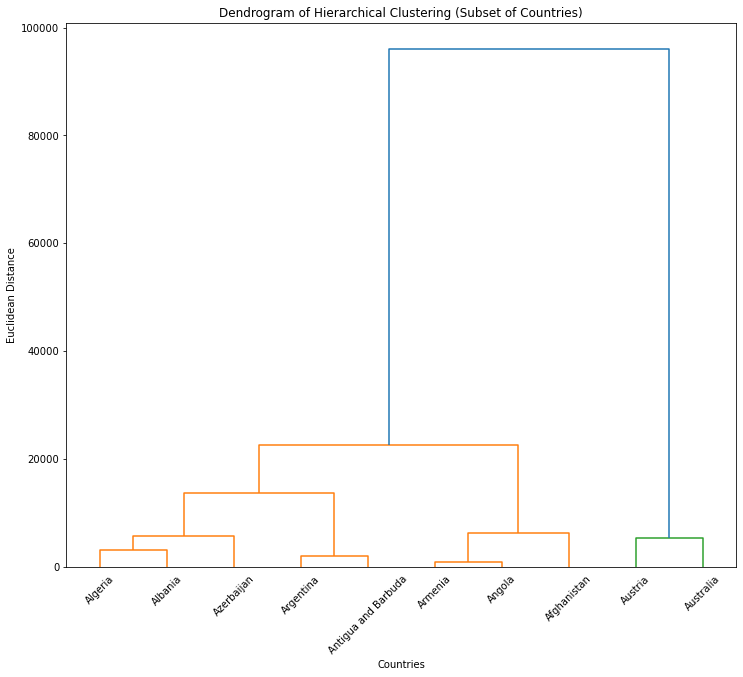 Dendrogram of Hierarchical Clustering (Subset of Countries)
100000
80000
60000
40000
20000
0
Euclidean Distance
Algeria
Albania
Azerbaijan
Argentina
Antigua and Barbuda
Armenia
Angola
Afghanistan
Austria
Australia
Countries